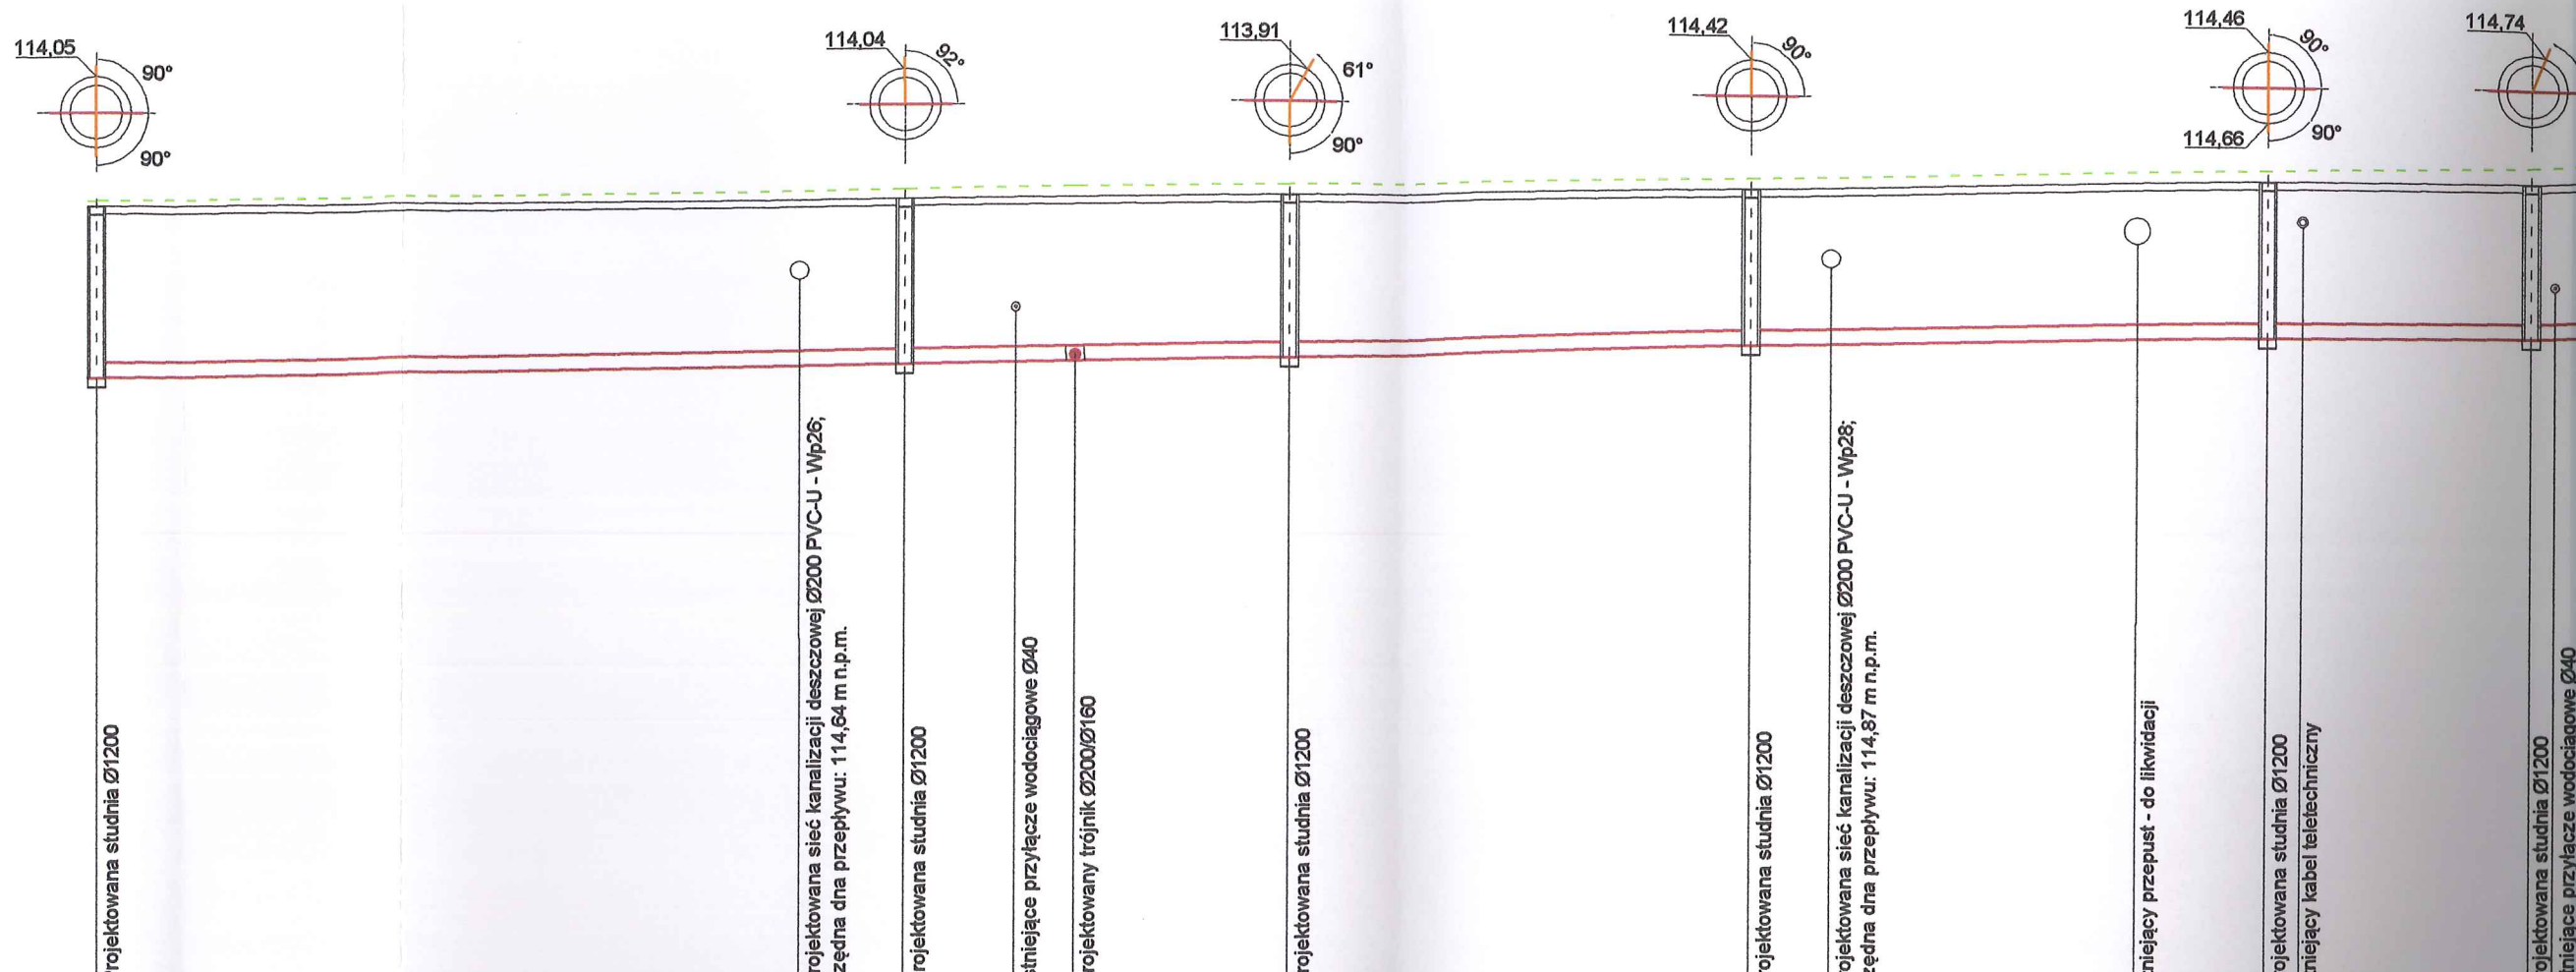 114,05
90°
90°
114,04
92°
113,91
61°
90°
114,42
90°
114,46
90°
114,66
90°
114,74
rojektowana studnia Ø1200
rojektowana sieć kanalizacji deszczowej Ø200 PVC-U - Wp26;
zędna dna przepływu: 114,64 m n.p.m.
rojektowana studnia Ø1200
stniejące przyłącze wodociągowe Ø40
rojektowany trójnik Ø200/Ø160
rojektowana studnia Ø1200
rojektowana studnia Ø1200
rojektowana sieć kanalizacji deszczowej Ø200 PVC-U - Wp28;
zędna dna przepływu: 114,87 m n.p.m.
tniejący przepust - do likwidacji
ojektowana studnia Ø1200
niejący kabel teletechniczny
ojektowana studnia Ø1200
niejące przyłącze wodociągowe Ø40